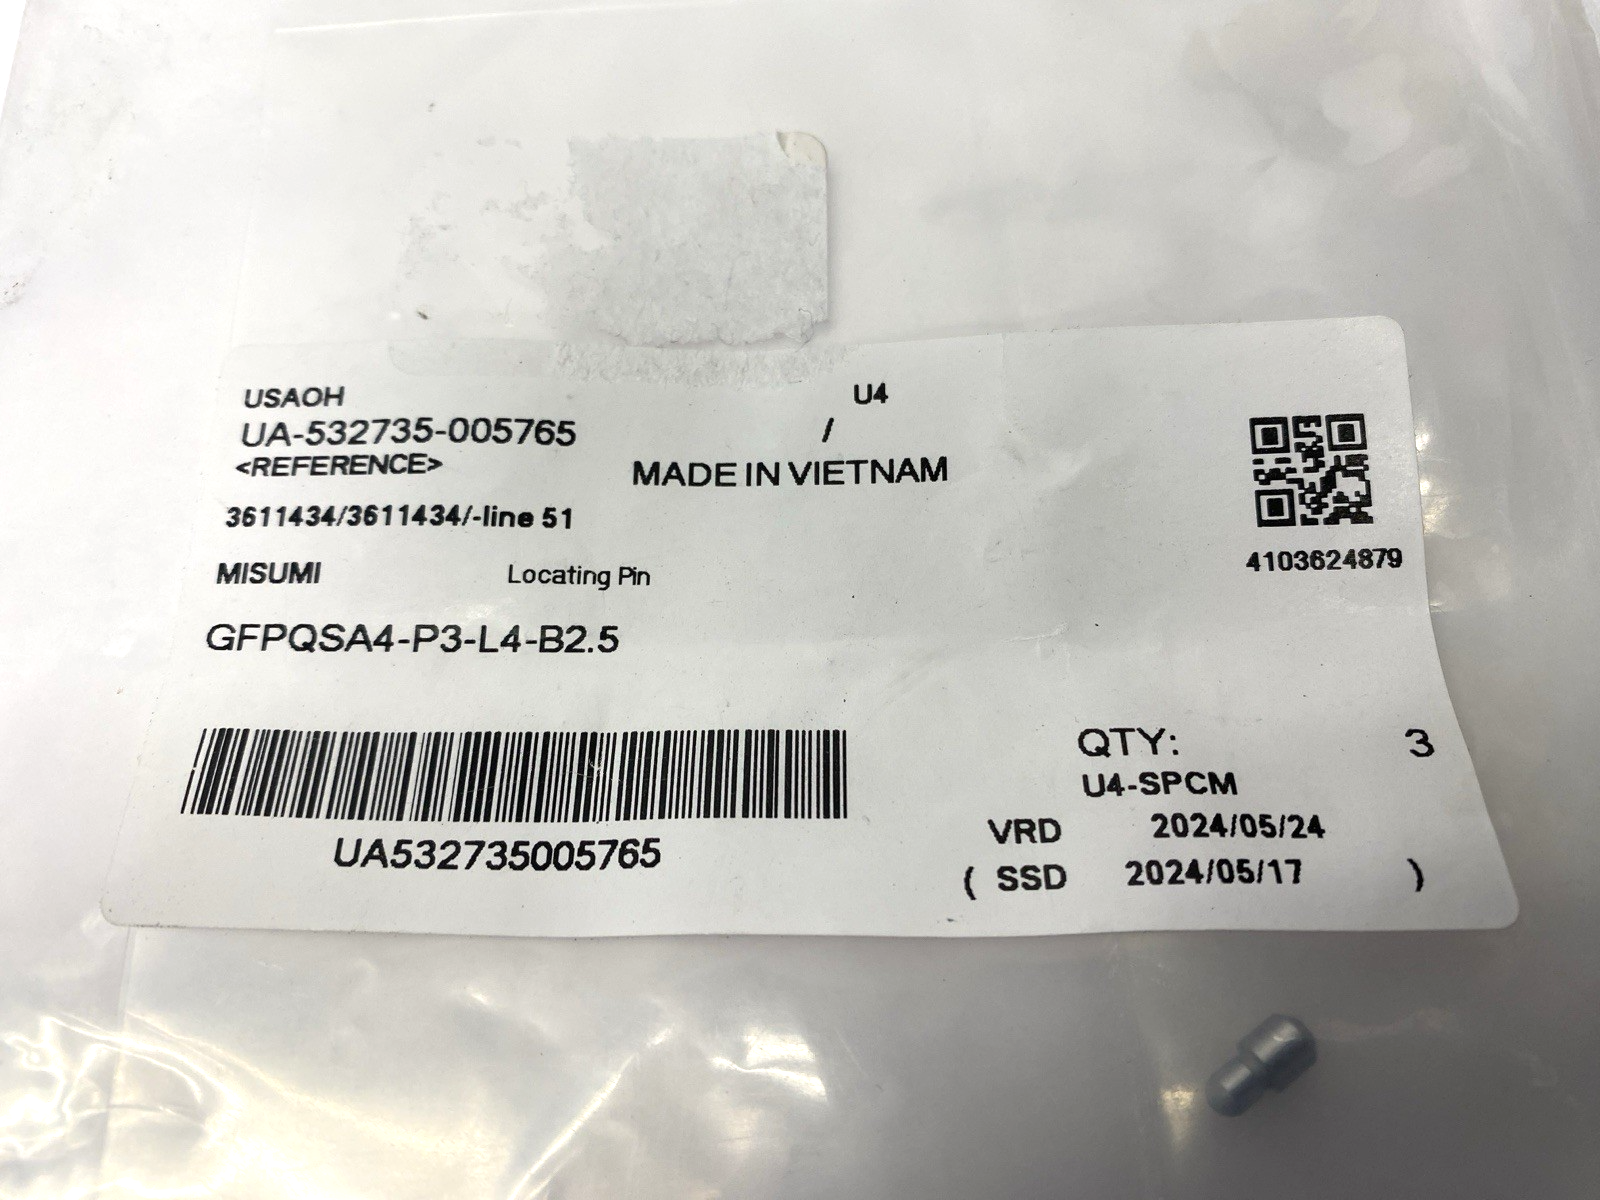 USAOH
U4
UA-532735-005765
/
<REFERENCE>
MADE IN VIETNAM
3611434/3611434/-line 51
4103624879
MISUMI Locating Pin
GFPQSA4-P3-L4-B2.5
QTY: 3
U4-SPCM
VRD 2024/05/24
UA532735005765
( SSD 2024/05/17 )